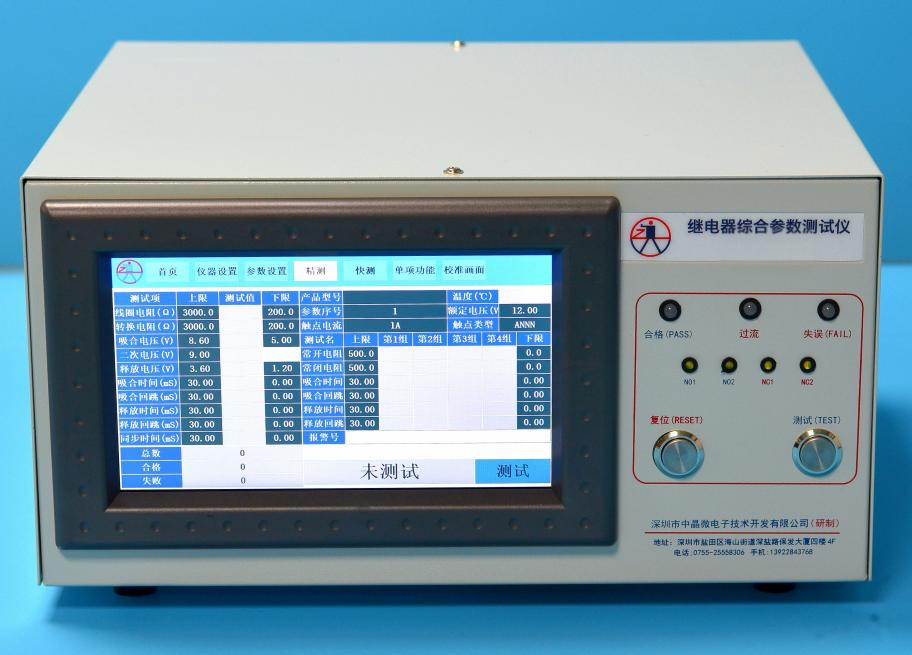 继电器综合参数测试仪
首页 仪器设置 参数设置 精测 快测 单项功能 校准画面
测试项 上限 测试值 下限 产品型号 温度(℃)
线圈电阻(Ω) 3000.0 200.0 参数序号 1 额定电压(V) 12.00
转换电阻(Ω) 3000.0 200.0 触点电流 1A 触点类型 ANNN
吸合电压(V) 8.60 5.00 测试名 上限 第1组 第2组 第3组 第4组 下限
二次电压(V) 9.00 常开电阻 500.0 0.0
释放电压(V) 3.60 1.20 常闭电阻 500.0 0.0
吸合时间(mS) 30.00 0.00 吸合时间 30.00 0.00
吸合回跳(mS) 30.00 0.00 吸合回跳 30.00 0.00
释放时间(mS) 30.00 0.00 释放时间 30.00 0.00
释放回跳(mS) 30.00 0.00 释放回跳 30.00 0.00
同步时间(mS) 30.00 0.00 报警号
总数 0
合格 0
失败 0
未测试 测试
合格(PASS) 过流 失误(FAIL)
NO1 NO2 NC1 NC2
复位(RESET) 测试(TEST)
深圳市中晶微电子技术开发有限公司(研制)
地址：深圳市盐田区海山街道深盐路保发大厦四楼4F
电话:0755-25558306 手机:13922843768